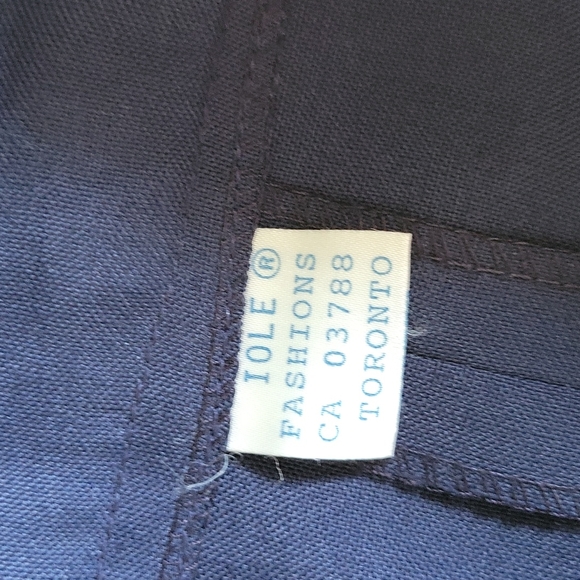 IOLE ®
FASHIONS
CA 03788
TORONTO